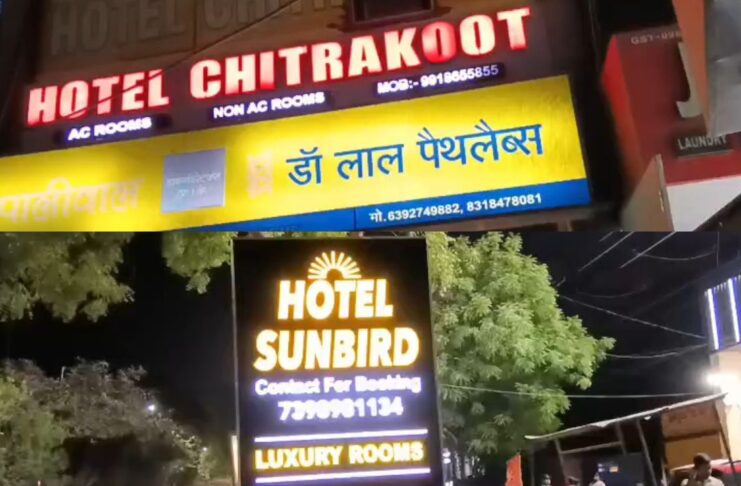 HOTEL CHITRAKOOT
AC ROOMS NON AC ROOMS MOB:- 9918655855
पालीवाल
डॉ लाल पैथलैब्स
मो.6392749882, 8318478081
LAUNDRY
HOTEL
SUNBIRD
Contact For Booking
7398981134
LUXURY ROOMS